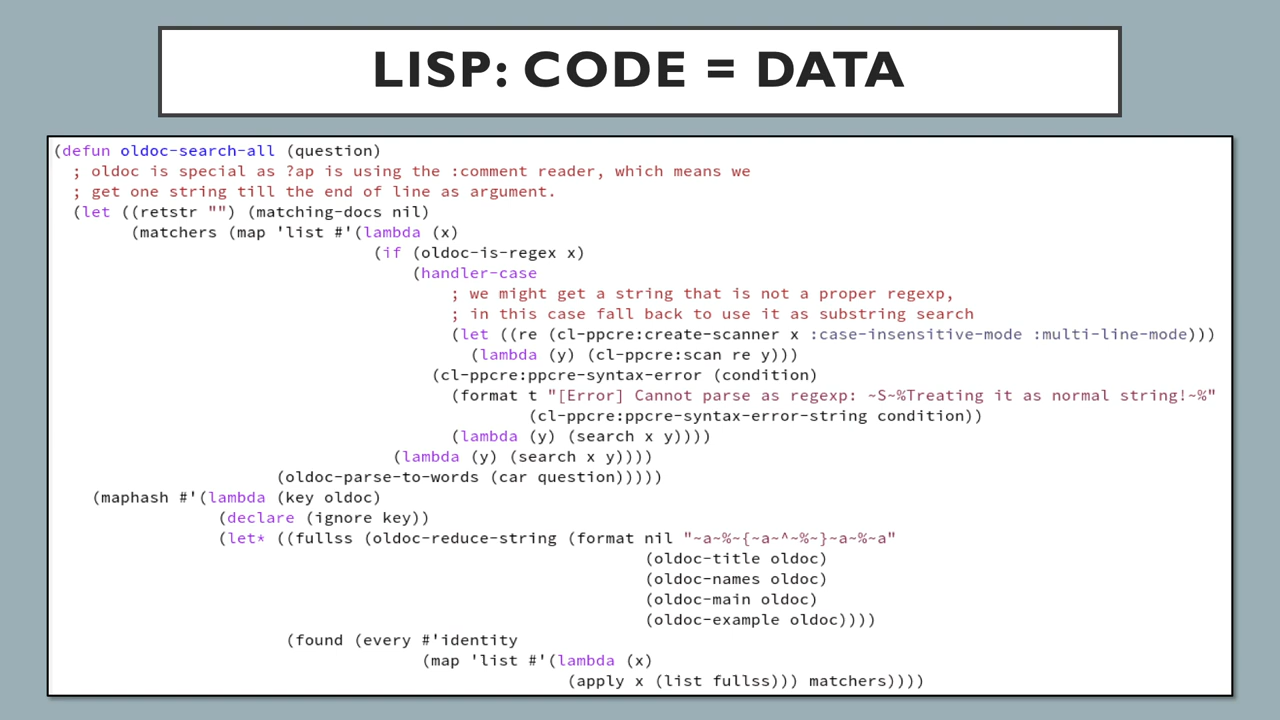 LISP: CODE = DATA
(defun oldoc-search-all (question)
  ; oldoc is special as ?ap is using the :comment reader, which means we
  ; get one string till the end of line as argument.
  (let ((retstr "") (matching-docs nil)
        (matchers (map 'list #'(lambda (x)
                                 (if (oldoc-is-regex x)
                                     (handler-case
                                         ; we might get a string that is not a proper regexp,
                                         ; in this case fall back to use it as substring search
                                         (let ((re (cl-ppcre:create-scanner x :case-insensitive-mode :multi-line-mode)))
                                           (lambda (y) (cl-ppcre:scan re y)))
                                       (cl-ppcre:ppcre-syntax-error (condition)
                                         (format t "[Error] Cannot parse as regexp: ~S~%Treating it as normal string!~%"
                                                 (cl-ppcre:ppcre-syntax-error-string condition))
                                         (lambda (y) (search x y))))
                                   (lambda (y) (search x y))))
                       (oldoc-parse-to-words (car question)))))
    (maphash #'(lambda (key oldoc)
                 (declare (ignore key))
                 (let* ((fullss (oldoc-reduce-string (format nil "~a~%~{~a~^~%~}~a~%~a"
                                                             (oldoc-title oldoc)
                                                             (oldoc-names oldoc)
                                                             (oldoc-main oldoc)
                                                             (oldoc-example oldoc))))
                        (found (every #'identity
                                      (map 'list #'(lambda (x)
                                                     (apply x (list fullss))) matchers))))